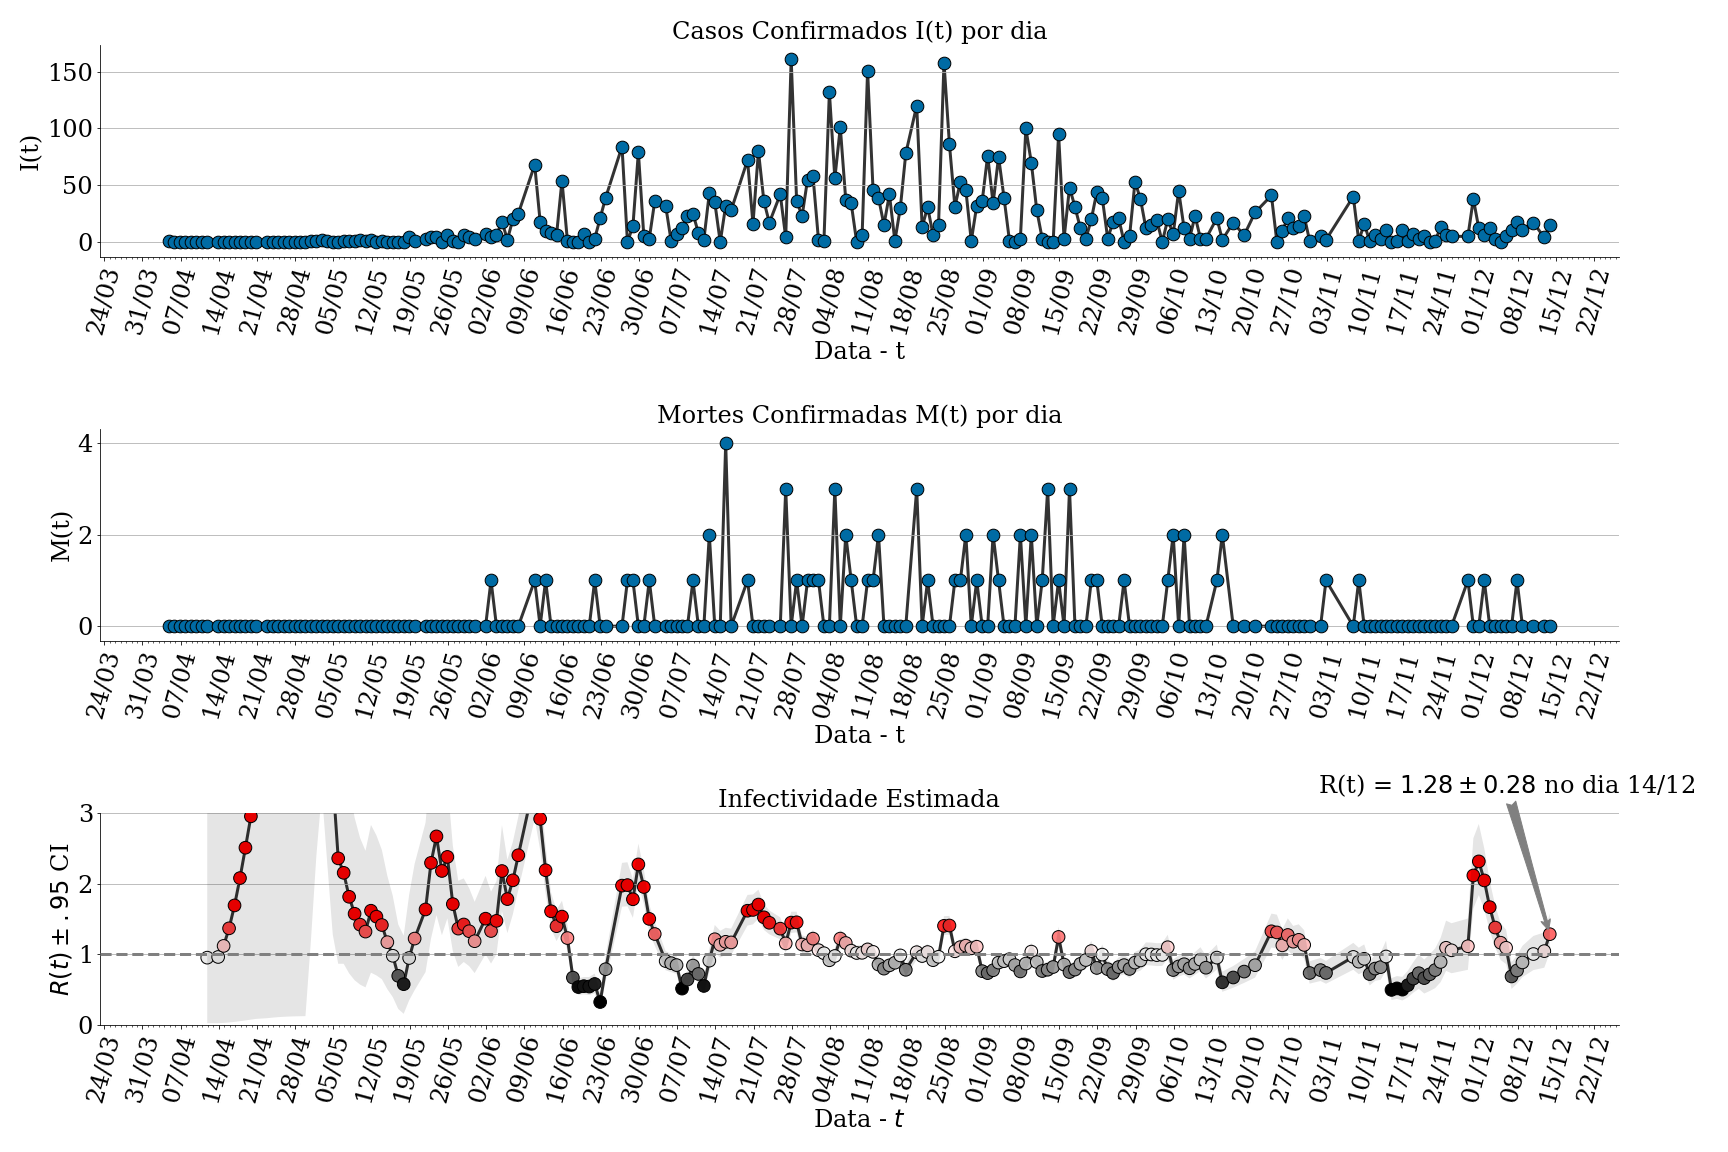 Casos Confirmados I(t) por dia
I(t)
150
100
50
0
24/03 31/03 07/04 14/04 21/04 28/04 05/05 12/05 19/05 26/05 02/06 09/06 16/06 23/06 30/06 07/07 14/07 21/07 28/07 04/08 11/08 18/08 25/08 01/09 08/09 15/09 22/09 29/09 06/10 13/10 20/10 27/10 03/11 10/11 17/11 24/11 01/12 08/12 15/12 22/12
Data - t
Mortes Confirmadas M(t) por dia
M(t)
4
2
0
24/03 31/03 07/04 14/04 21/04 28/04 05/05 12/05 19/05 26/05 02/06 09/06 16/06 23/06 30/06 07/07 14/07 21/07 28/07 04/08 11/08 18/08 25/08 01/09 08/09 15/09 22/09 29/09 06/10 13/10 20/10 27/10 03/11 10/11 17/11 24/11 01/12 08/12 15/12 22/12
Data - t
R(t) = 1.28 ± 0.28 no dia 14/12
Infectividade Estimada
R(t) ± .95 CI
3
2
1
0
24/03 31/03 07/04 14/04 21/04 28/04 05/05 12/05 19/05 26/05 02/06 09/06 16/06 23/06 30/06 07/07 14/07 21/07 28/07 04/08 11/08 18/08 25/08 01/09 08/09 15/09 22/09 29/09 06/10 13/10 20/10 27/10 03/11 10/11 17/11 24/11 01/12 08/12 15/12 22/12
Data - t